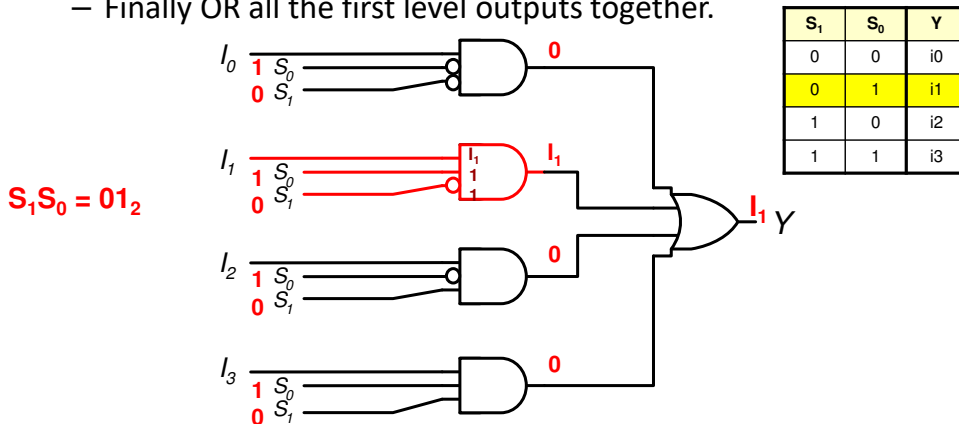 – Finally OR all the first level outputs together.
S₁ S₀ Y
0 0 i0
0 1 i1
1 0 i2
1 1 i3
I₀
1 S₀
0 S₁
0
I₁
1 S₀
0 S₁
I₁
1
1
I₁
S₁S₀ = 01₂
I₁ Y
I₂
1 S₀
0 S₁
0
I₃
1 S₀
0 S₁
0